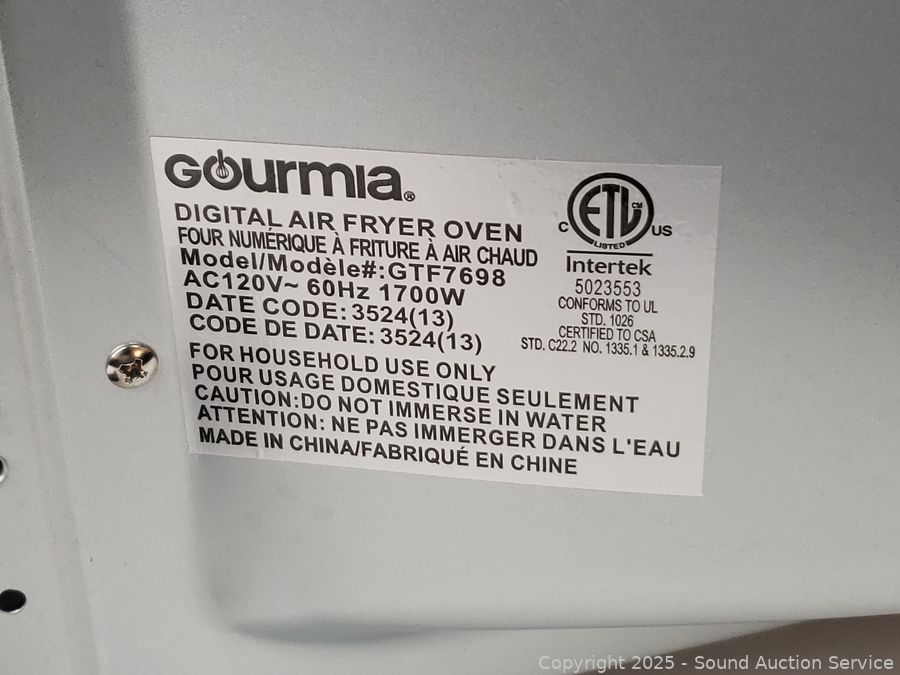 GOURMIA®
DIGITAL AIR FRYER OVEN
FOUR NUMÉRIQUE À FRITURE À AIR CHAUD
Model/Modèle#:GTF7698
AC120V~ 60Hz 1700W
DATE CODE: 3524(13)
CODE DE DATE: 3524(13)
FOR HOUSEHOLD USE ONLY
POUR USAGE DOMESTIQUE SEULEMENT
CAUTION:DO NOT IMMERSE IN WATER
ATTENTION: NE PAS IMMERGER DANS L'EAU
MADE IN CHINA/FABRIQUÉ EN CHINE
ETL CM
C US
LISTED
Intertek
5023553
CONFORMS TO UL
STD. 1026
CERTIFIED TO CSA
STD. C22.2 NO. 1335.1 & 1335.2.9
Copyright © 2025 - Sound Auction Service